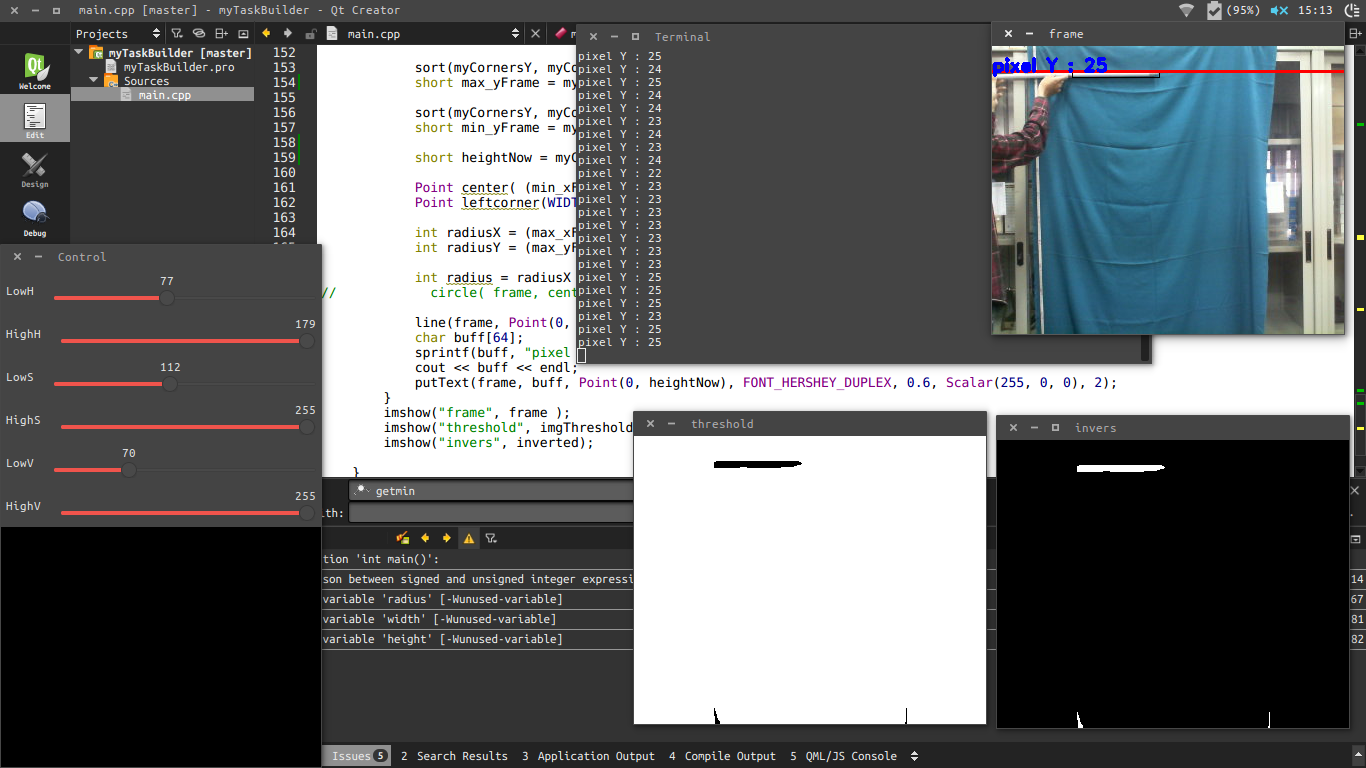 main.cpp [master] - myTaskBuilder - Qt Creator
(95%)
15:13
Projects
main.cpp
Welcome
Edit
Design
Debug
myTaskBuilder [master]
myTaskBuilder.pro
Sources
main.cpp
152
153
154
155
156
157
158
159
160
161
162
163
sort(myCornersY, myCo
short max_yFrame = my
sort(myCornersY, myCo
short min_yFrame = my
short heightNow = myC
Point center( (min_xF
Point leftcorner(WIDT
int radiusX = (max_xF
int radiusY = (max_yF
int radius = radiusX
// circle( frame, cent
line(frame, Point(0,
char buff[64];
sprintf(buff, "pixel
cout << buff << endl;
putText(frame, buff, Point(0, heightNow), FONT_HERSHEY_DUPLEX, 0.6, Scalar(255, 0, 0), 2);
}
imshow("frame", frame );
imshow("threshold", imgThreshold
imshow("invers", inverted);
}
Terminal
pixel Y : 25
pixel Y : 24
pixel Y : 25
pixel Y : 24
pixel Y : 24
pixel Y : 23
pixel Y : 24
pixel Y : 23
pixel Y : 24
pixel Y : 22
pixel Y : 23
pixel Y : 23
pixel Y : 23
pixel Y : 23
pixel Y : 23
pixel Y : 23
pixel Y : 23
pixel Y : 25
pixel Y : 25
pixel Y : 25
pixel Y : 23
pixel Y : 25
pixel Y : 25
frame
pixel Y : 25
Control
77
LowH
179
HighH
112
LowS
255
HighS
70
LowV
255
HighV
threshold
invers
getmin
ith:
tion 'int main()':
son between signed and unsigned integer expressi
14
variable 'radius' [-Wunused-variable]
67
variable 'width' [-Wunused-variable]
81
variable 'height' [-Wunused-variable]
82
Issues 5
2 Search Results
3 Application Output
4 Compile Output
5 QML/JS Console